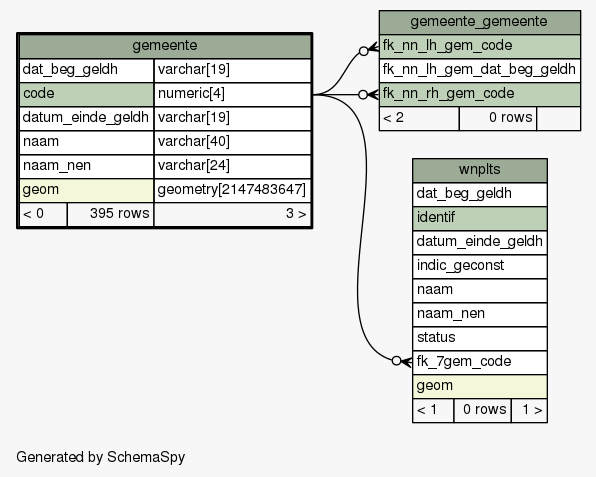 gemeente
dat_beg_geldh varchar[19]
code numeric[4]
datum_einde_geldh varchar[19]
naam varchar[40]
naam_nen varchar[24]
geom geometry[2147483647]
< 0 395 rows 3 >
gemeente_gemeente
fk_nn_lh_gem_code
fk_nn_lh_gem_dat_beg_geldh
fk_nn_rh_gem_code
< 2 0 rows
wnplts
dat_beg_geldh
identif
datum_einde_geldh
indic_geconst
naam
naam_nen
status
fk_7gem_code
geom
< 1 0 rows 1 >
Generated by SchemaSpy